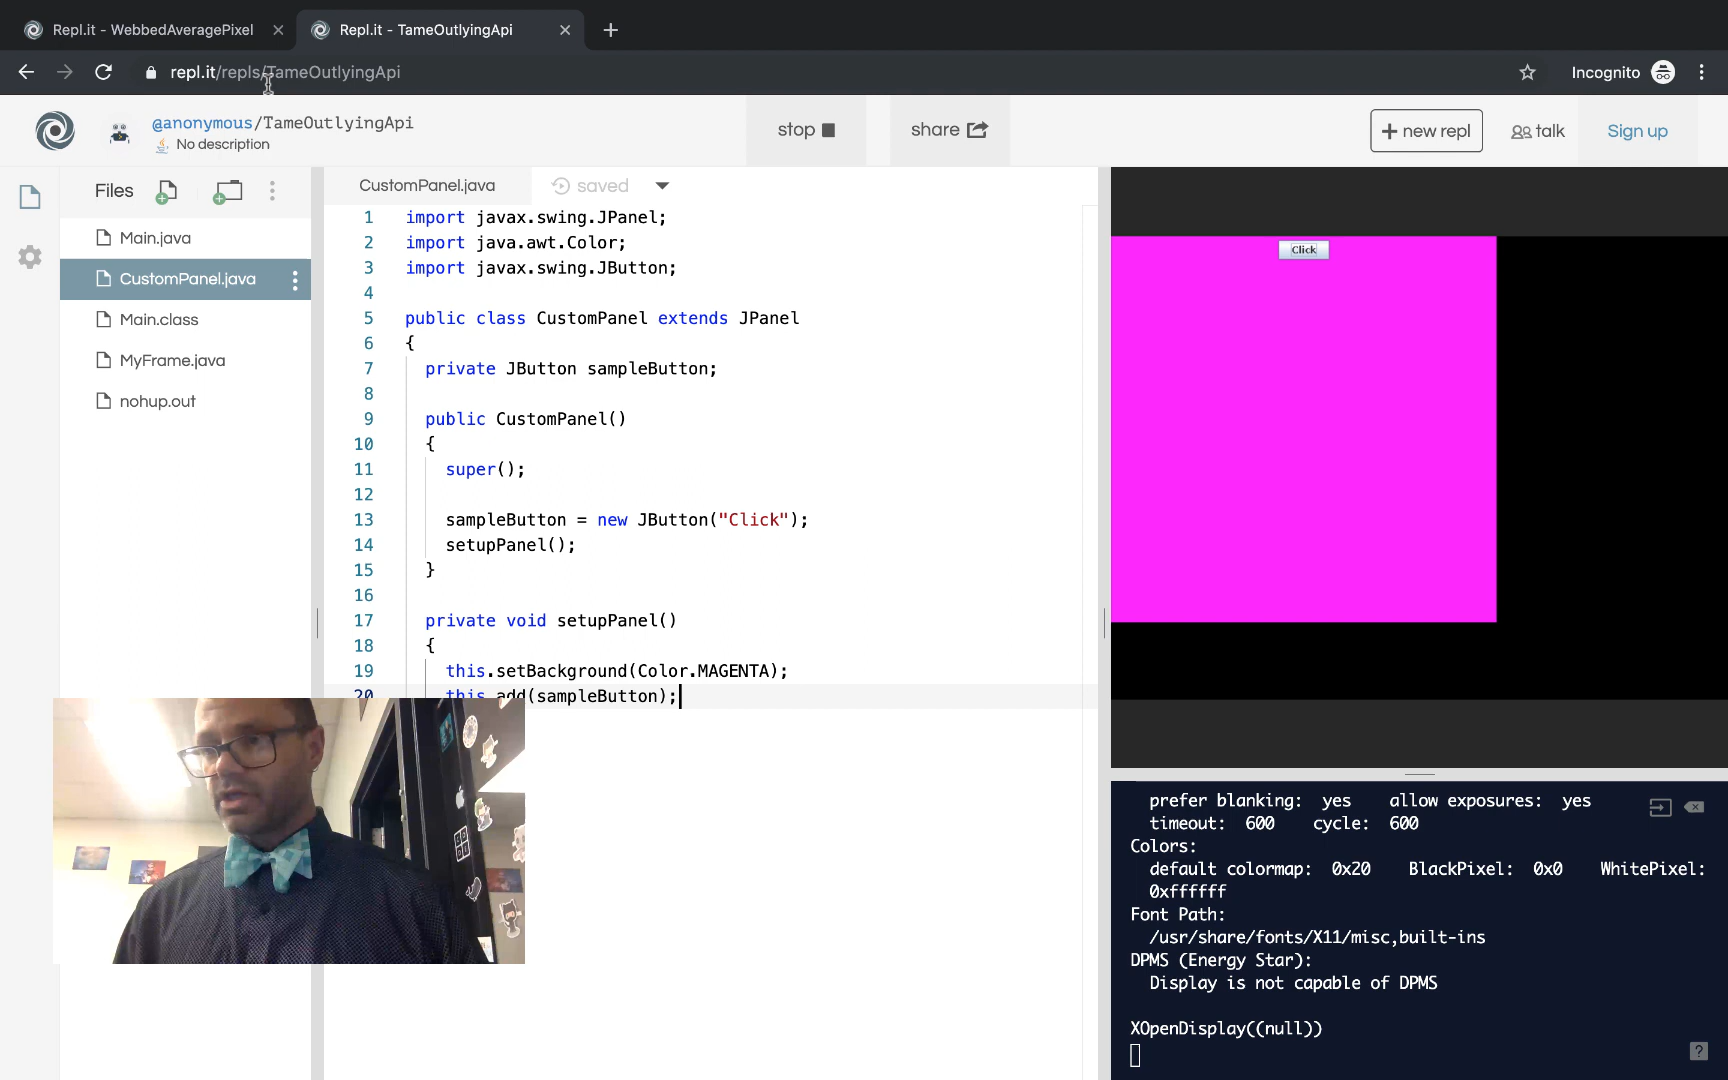 Repl.it - WebbedAveragePixel
Repl.it - TameOutlyingApi
repl.it/repls/TameOutlyingApi
Incognito
@anonymous/TameOutlyingApi
No description
stop
share
+ new repl
talk
Sign up
Files
Main.java
CustomPanel.java
Main.class
MyFrame.java
nohup.out
CustomPanel.java
saved
1 import javax.swing.JPanel;
2 import java.awt.Color;
3 import javax.swing.JButton;
4
5 public class CustomPanel extends JPanel
6 {
7 private JButton sampleButton;
8
9 public CustomPanel()
10 {
11 super();
12
13 sampleButton = new JButton("Click");
14 setupPanel();
15 }
16
17 private void setupPanel()
18 {
19 this.setBackground(Color.MAGENTA);
20 this.add(sampleButton);
Click
prefer blanking: yes allow exposures: yes
timeout: 600 cycle: 600
Colors:
default colormap: 0x20 BlackPixel: 0x0 WhitePixel:
0xffffff
Font Path:
/usr/share/fonts/X11/misc,built-ins
DPMS (Energy Star):
Display is not capable of DPMS
XOpenDisplay((null))
?